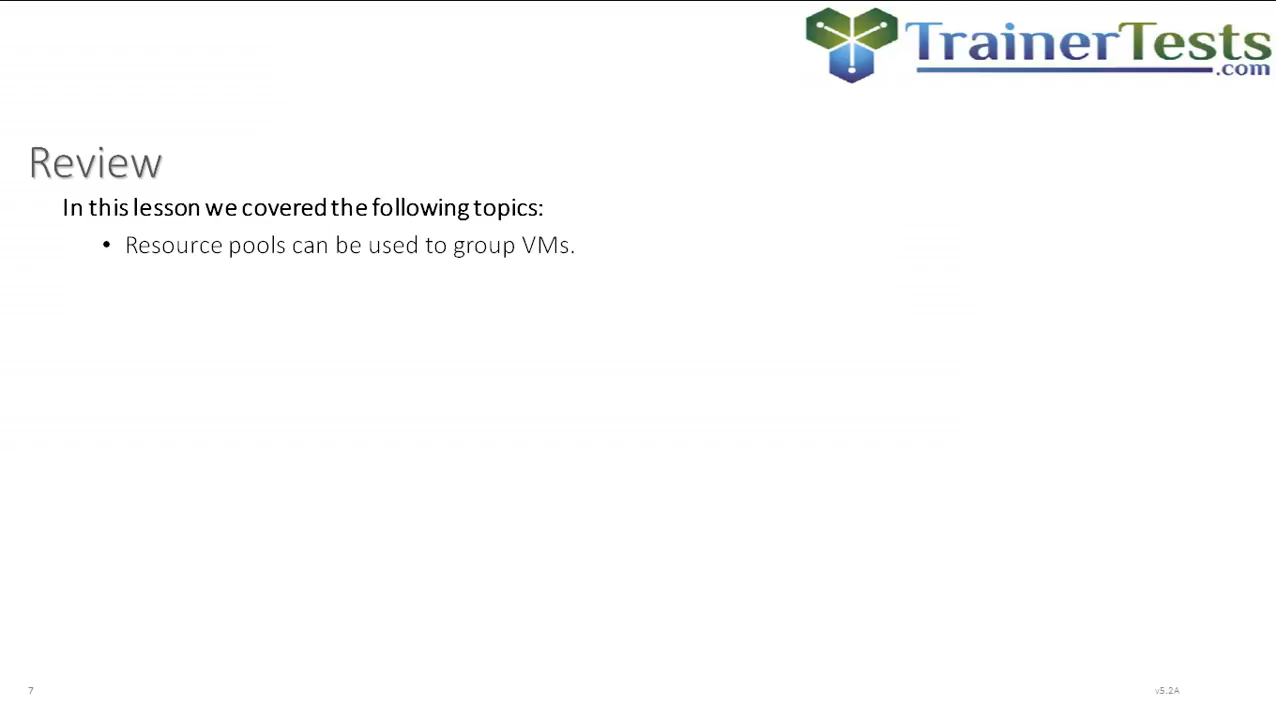 TrainerTests
.com
Review
In this lesson we covered the following topics:
• Resource pools can be used to group VMs.
7
v5.2A